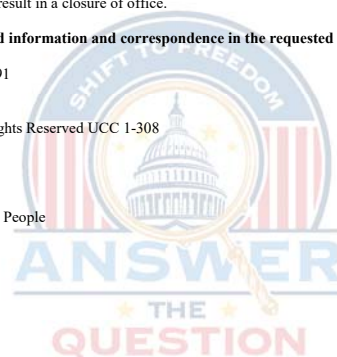 result in a closure of office.
d information and correspondence in the requested
91
ghts Reserved UCC 1-308
People
SHIFT TO FREEDOM
ANSWER
THE
QUESTION